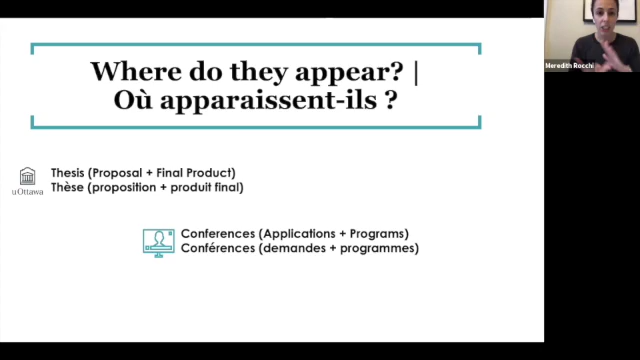 Where do they appear? |
Où apparaissent-ils ?
Thesis (Proposal + Final Product)
Thèse (proposition + produit final)
uOttawa
Conferences (Applications + Programs)
Conférences (demandes + programmes)
Meredith Rocchi